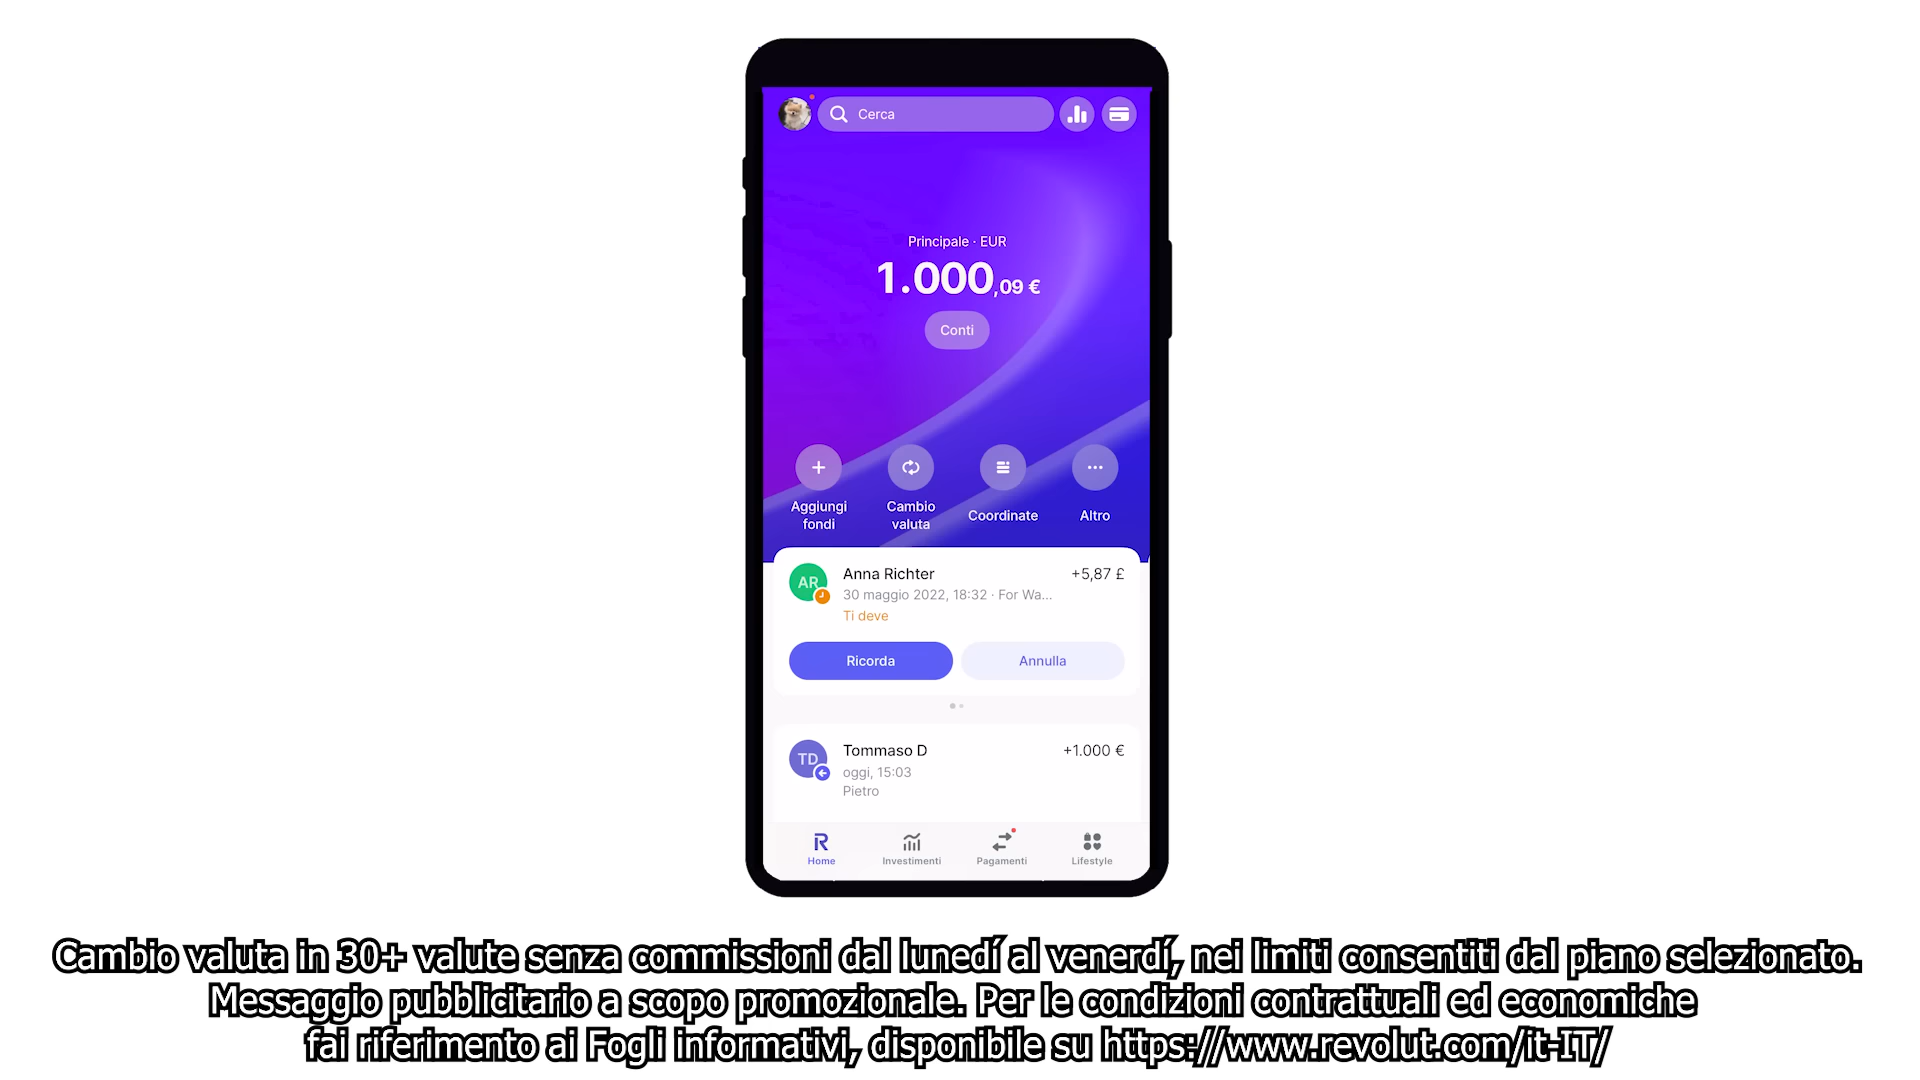 Cerca
Principale · EUR
1.000,09 €
Conti
Aggiungi fondi
Cambio valuta
Coordinate
Altro
AR
Anna Richter
+5,87 £
30 maggio 2022, 18:32 · For Wa...
Ti deve
Ricorda
Annulla
TD
Tommaso D
+1.000 €
oggi, 15:03
Pietro
Home
Investimenti
Pagamenti
Lifestyle
Cambio valuta in 30+ valute senza commissioni dal lunedí al venerdí, nei limiti consentiti dal piano selezionato.
Messaggio pubblicitario a scopo promozionale. Per le condizioni contrattuali ed economiche
fai riferimento ai Fogli informativi, disponibile su https://www.revolut.com/it-IT/